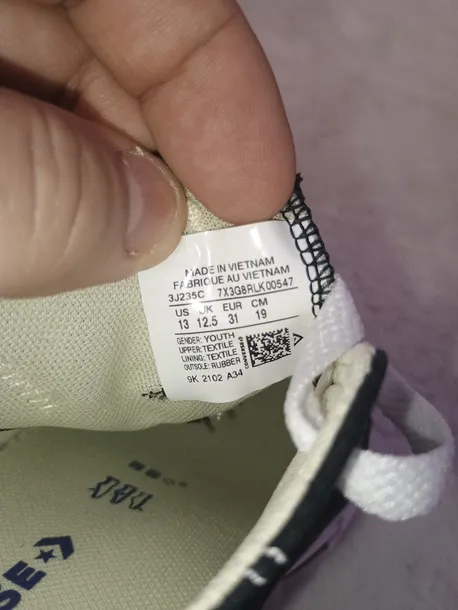 MADE IN VIETNAM
FABRIQUE AU VIETNAM
3J235C 7X3G8RLK00547
US UK EUR CM
13 12.5 31 19
GENDER: YOUTH
UPPER: TEXTILE
LINING: TEXTILE
OUTSOLE: RUBBER
CONVERSE
9K 2102 A34